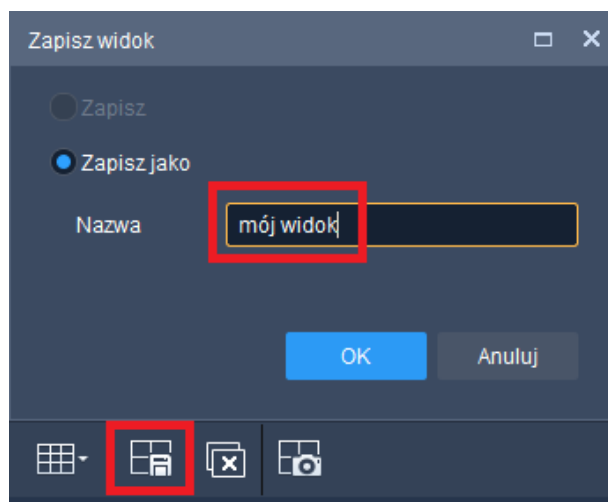 Zapisz widok
Zapisz
Zapisz jako
Nazwa mój widok
OK Anuluj